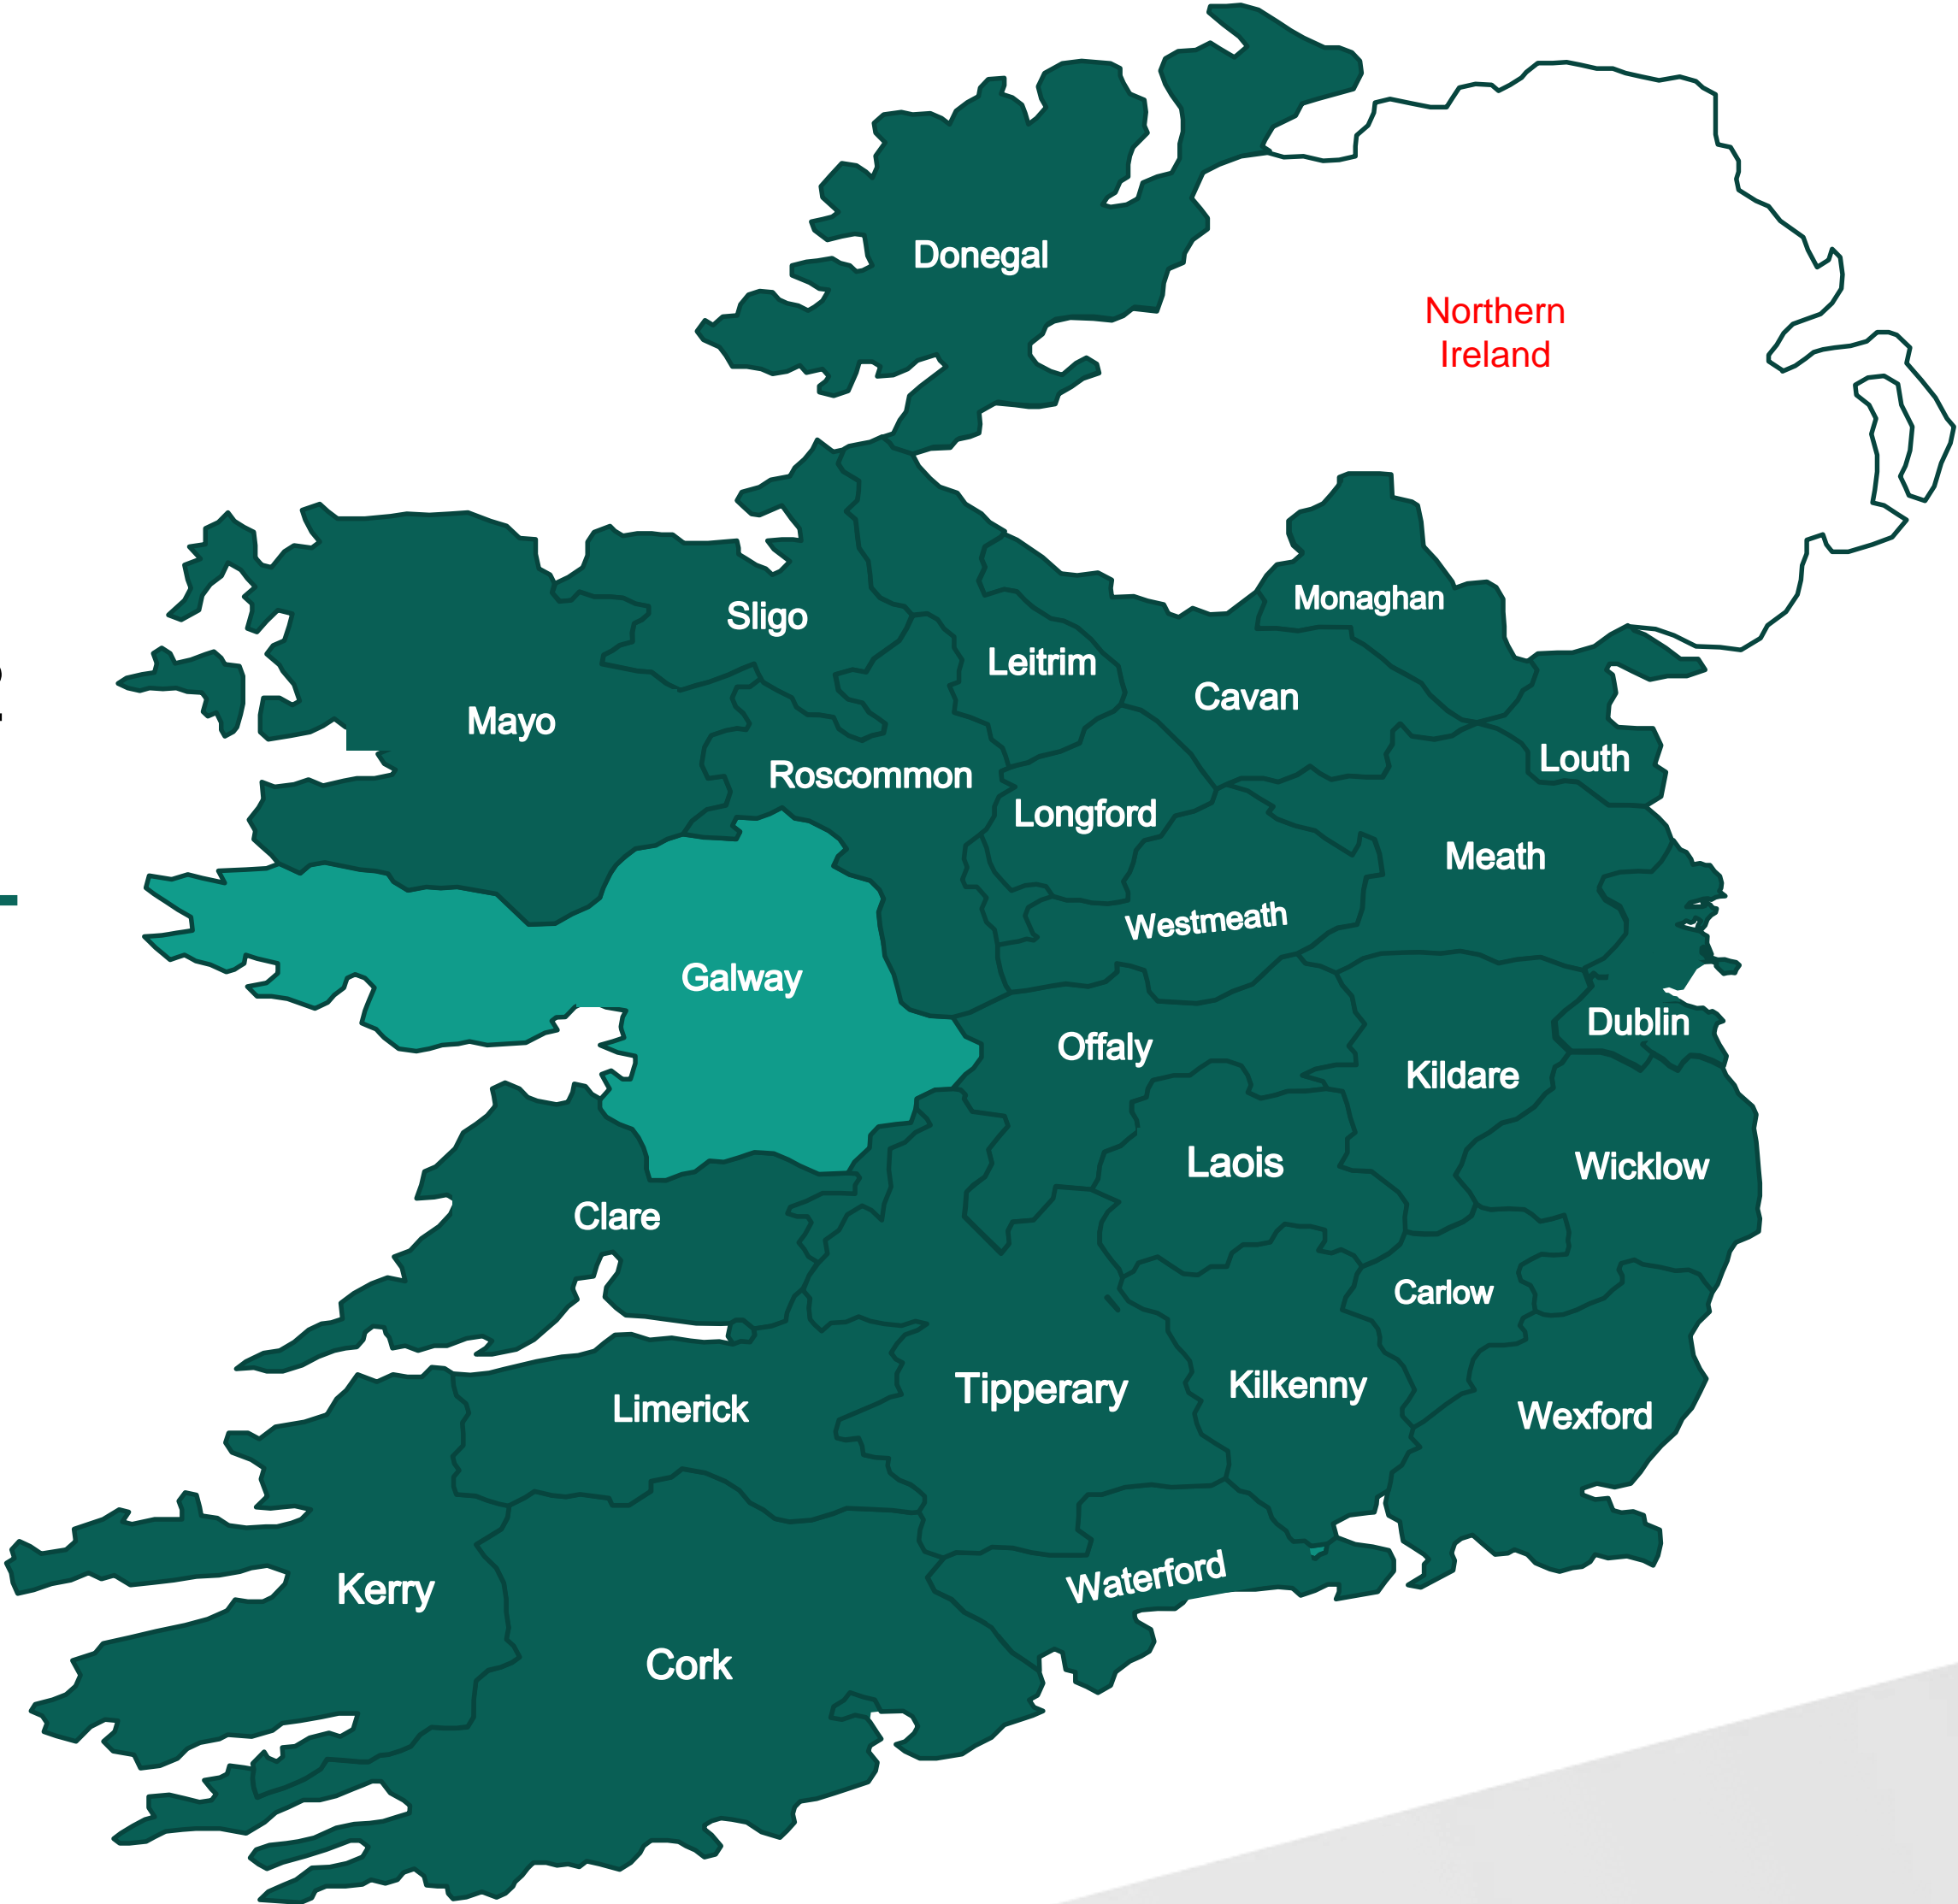 Donegal
Northern
Ireland
Monaghan
Sligo
Leitrim
Cavan
Mayo
Louth
Roscommon
Longford
Meath
Westmeath
Galway
Dublin
Offaly
Kildare
Laois
Wicklow
Clare
Carlow
Kilkenny
Tipperary
Limerick
Wexford
Waterford
Kerry
Cork